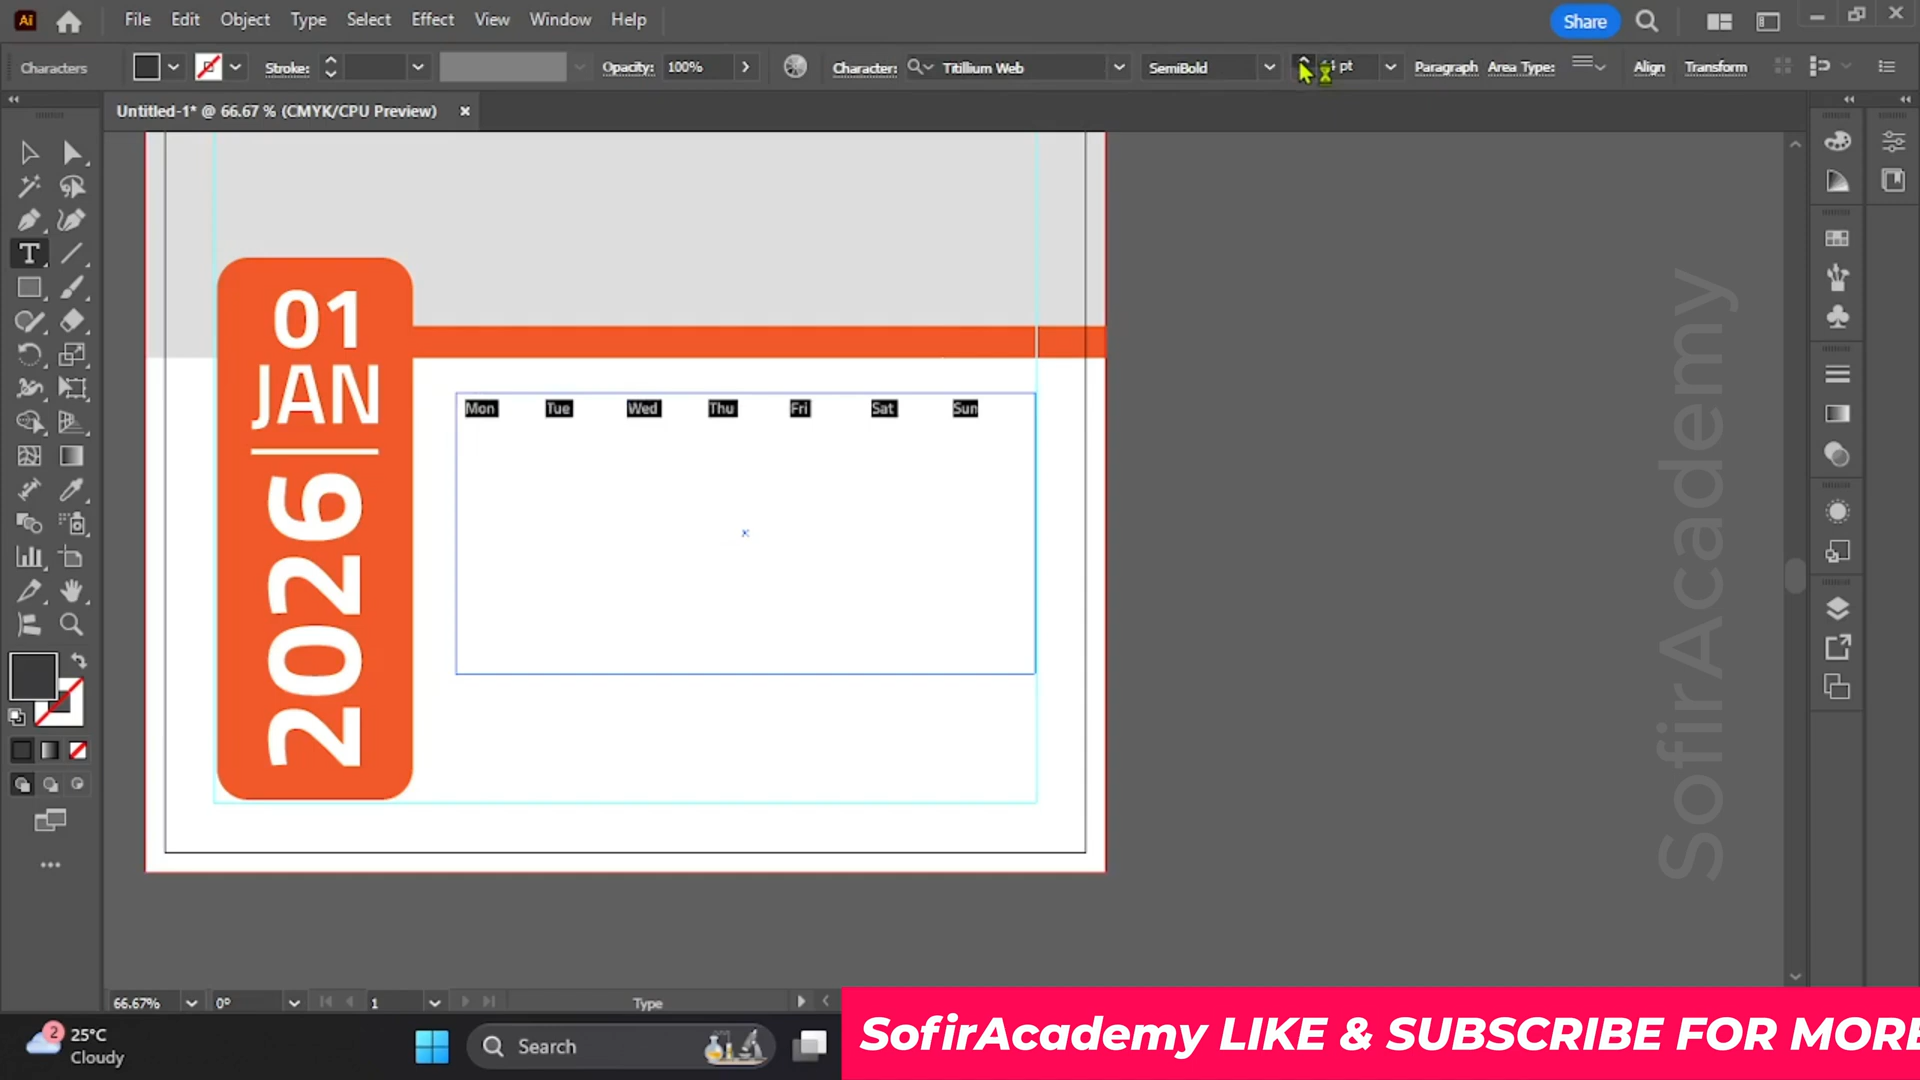 Ai File Edit Object Type Select Effect View Window Help Share
Characters Stroke: Opacity: 100% Character: Titillium Web SemiBold pt Paragraph Area Type: Align Transform
Untitled-1* @ 66.67 % (CMYK/CPU Preview)
01
JAN
2026
Mon Tue Wed Thu Fri Sat Sun
SofirAcademy
66.67% 0° 1 Type
2
25°C
Cloudy
Search
SofirAcademy LIKE & SUBSCRIBE FOR MORE